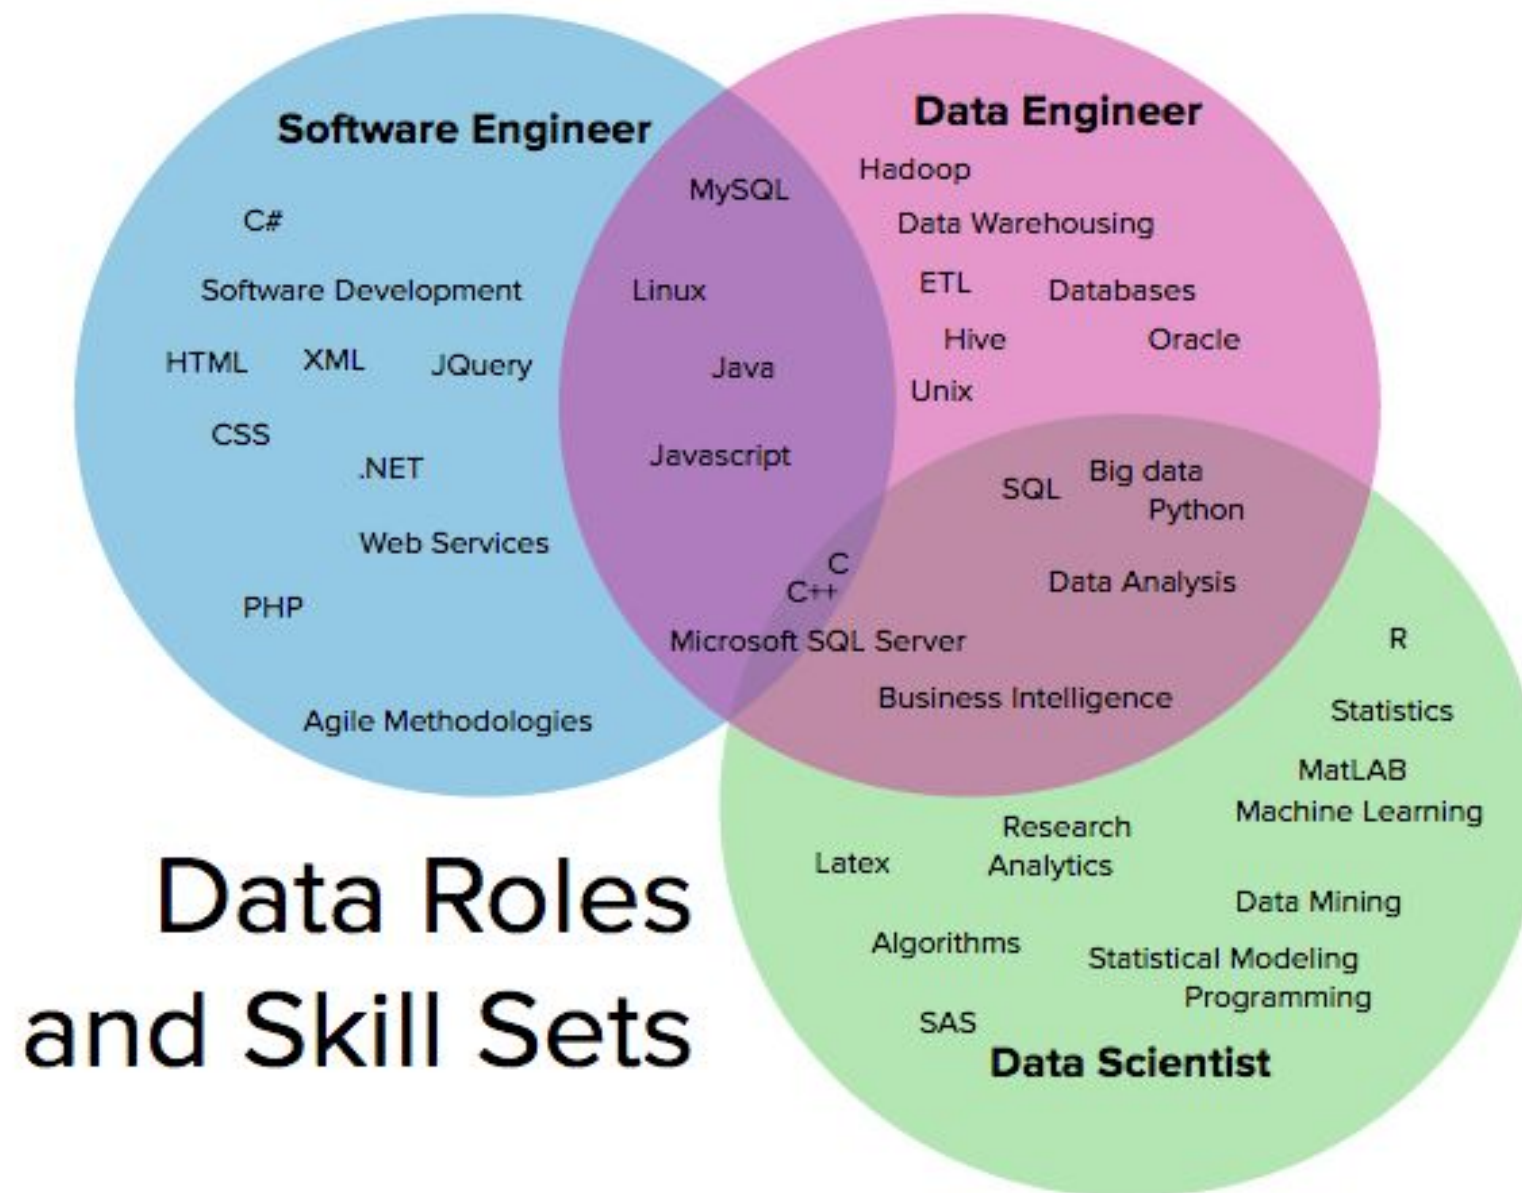 Software Engineer
C#
Software Development
HTML
XML
JQuery
CSS
.NET
Web Services
PHP
Agile Methodologies
MySQL
Linux
Java
Javascript
Data Engineer
Hadoop
Data Warehousing
ETL
Databases
Hive
Oracle
Unix
SQL
Big data
Python
Data Analysis
C
C++
Microsoft SQL Server
Business Intelligence
R
Statistics
MatLAB
Machine Learning
Research
Analytics
Latex
Data Mining
Algorithms
Statistical Modeling
Programming
SAS
Data Scientist
Data Roles
and Skill Sets